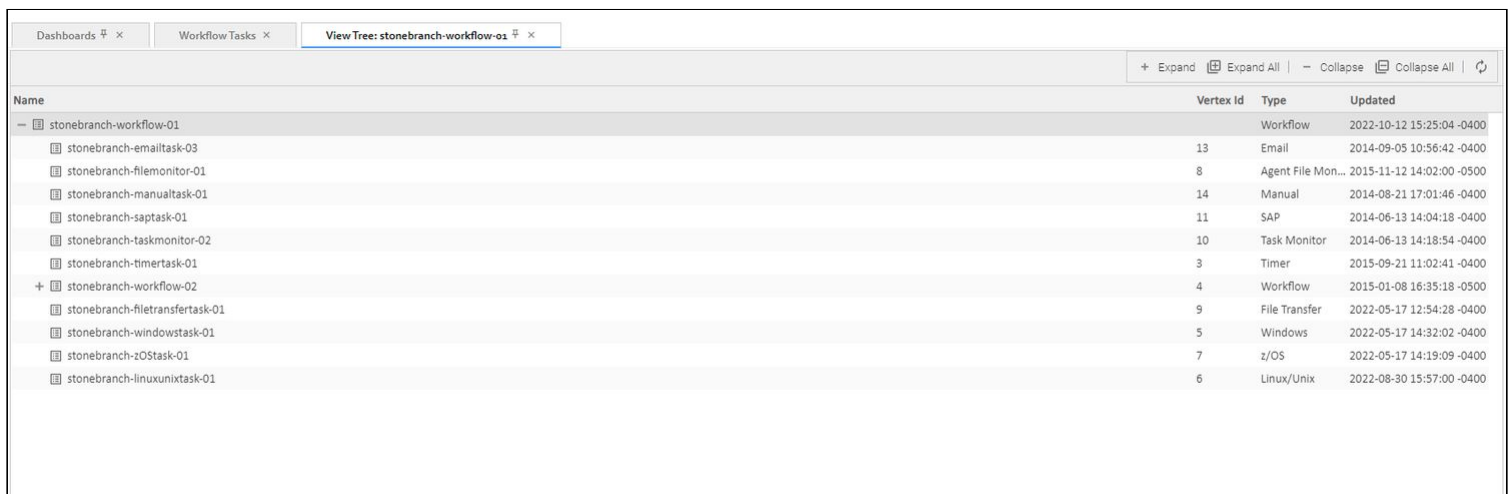 Dashboards Workflow Tasks View Tree: stonebranch-workflow-01
Expand Expand All Collapse Collapse All
Name Vertex Id Type Updated
stonebranch-workflow-01 Workflow 2022-10-12 15:25:04 -0400
stonebranch-emailtask-03 13 Email 2014-09-05 10:56:42 -0400
stonebranch-filemonitor-01 8 Agent File Mon... 2015-11-12 14:02:00 -0500
stonebranch-manualtask-01 14 Manual 2014-08-21 17:01:46 -0400
stonebranch-saptask-01 11 SAP 2014-06-13 14:04:18 -0400
stonebranch-taskmonitor-02 10 Task Monitor 2014-06-13 14:18:54 -0400
stonebranch-timertask-01 3 Timer 2015-09-21 11:02:41 -0400
stonebranch-workflow-02 4 Workflow 2015-01-08 16:35:18 -0500
stonebranch-filetransfertask-01 9 File Transfer 2022-05-17 12:54:28 -0400
stonebranch-windowstask-01 5 Windows 2022-05-17 14:32:02 -0400
stonebranch-zOStask-01 7 z/OS 2022-05-17 14:19:09 -0400
stonebranch-linuxunixtask-01 6 Linux/Unix 2022-08-30 15:57:00 -0400